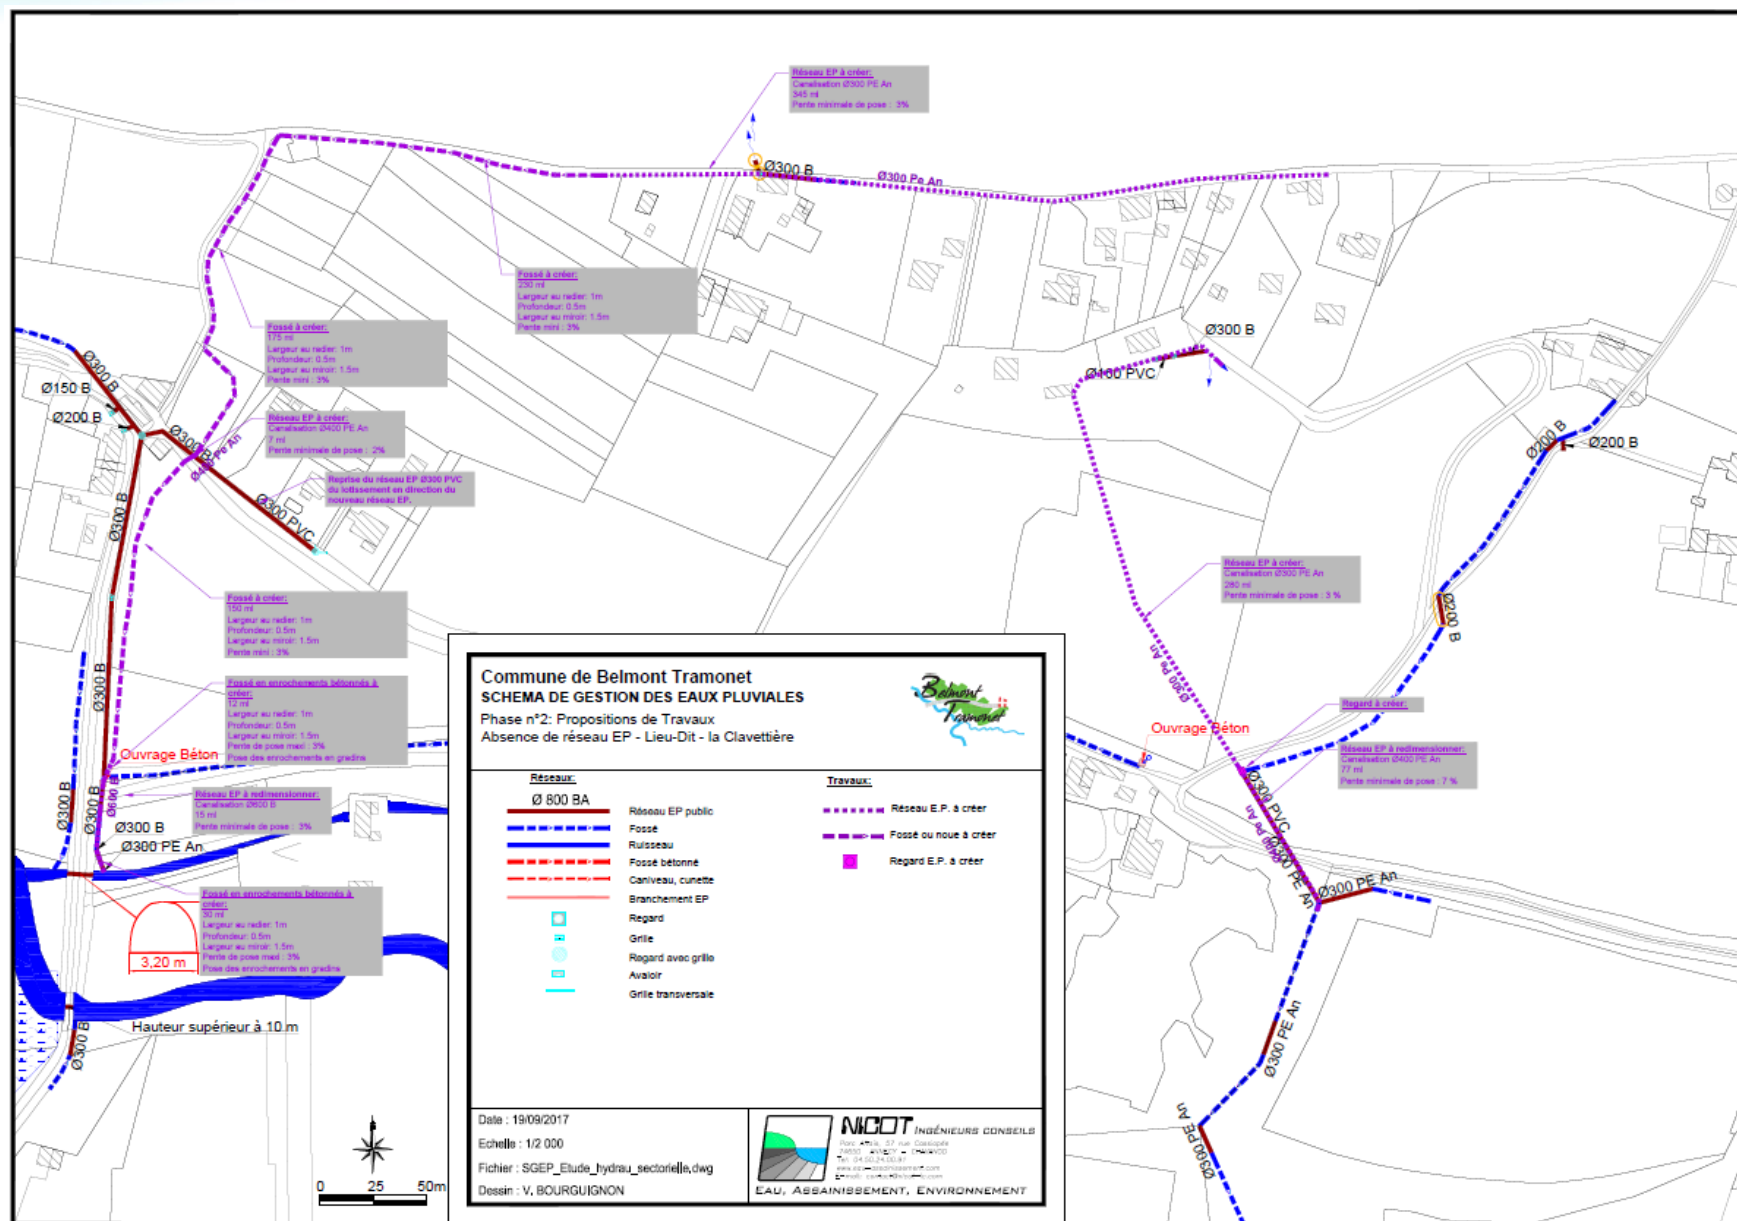 Réseau EP à créer:
Canalisation Ø300 PE An
345 ml
Pente minimale de pose : 3%
Ø300 B
Ø300 Pe An
Fossé à créer:
230 ml
Largeur au radier: 1m
Profondeur: 0.5m
Largeur au miroir: 1.5m
Pente mini : 3%
Fossé à créer:
175 ml
Largeur au radier: 1m
Profondeur: 0.5m
Largeur au miroir: 1.5m
Pente mini : 3%
Ø300 B
Ø150 B
Ø200 B
Ø300 B
Ø400 Pe An
Réseau EP à créer:
Canalisation Ø400 PE An
7 ml
Pente minimale de pose : 2%
Reprise du réseau EP Ø300 PVC
du lotissement en direction du
nouveau réseau EP.
Ø300 PVC
Ø300 B
Ø300 B
Ø160 PVC
Ø200 B
Ø200 B
Ø200 B
Réseau EP à créer:
Canalisation Ø300 PE An
280 ml
Pente minimale de pose : 3 %
Ø300 Pe An
Fossé à créer:
150 ml
Largeur au radier: 1m
Profondeur: 0.5m
Largeur au miroir: 1.5m
Pente mini : 3%
Ø300 B
Fossé en enrochements bétonnés à
créer:
12 ml
Largeur au radier: 1m
Profondeur: 0.5m
Largeur au miroir: 1.5m
Pente de pose maxi : 3%
Pose des enrochements en gradins
Ouvrage Béton
Réseau EP à redimensionner:
Canalisation Ø600 B
15 ml
Pente minimale de pose : 3%
Ø300 B
Ø300 B
Ø600 B
Ø300 B
Ø300 PE An
Fossé en enrochements bétonnés à
créer:
30 ml
Largeur au radier: 1m
Profondeur: 0.5m
Largeur au miroir: 1.5m
Pente de pose maxi : 3%
Pose des enrochements en gradins
3,20 m
Hauteur supérieur à 10 m
Ø300 B
Regard à créer:
Ouvrage Béton
Réseau EP à redimensionner:
Canalisation Ø400 PE An
77 ml
Pente minimale de pose : 7 %
Ø300 PVC
Ø400 Pe An
Ø300 PE An
Ø300 PE An
Ø300 PE An
Ø300 PE An
Commune de Belmont Tramonet
SCHEMA DE GESTION DES EAUX PLUVIALES
Phase n°2: Propositions de Travaux
Absence de réseau EP - Lieu-Dit - la Clavettière
Belmont
Tramonet
Réseaux:
Ø 800 BA
Réseau EP public
Fossé
Ruisseau
Fossé bétonné
Caniveau, cunette
Branchement EP
Regard
Grille
Regard avec grille
Avaloir
Grille transversale
Travaux:
Réseau E.P. à créer
Fossé ou noue à créer
Regard E.P. à créer
Date : 19/09/2017
Echelle : 1/2 000
Fichier : SGEP_Etude_hydrau_sectorielle.dwg
Dessin : V. BOURGUIGNON
NICOT INGÉNIEURS CONSEILS
EAU, ASSAINISSEMENT, ENVIRONNEMENT
0 25 50m